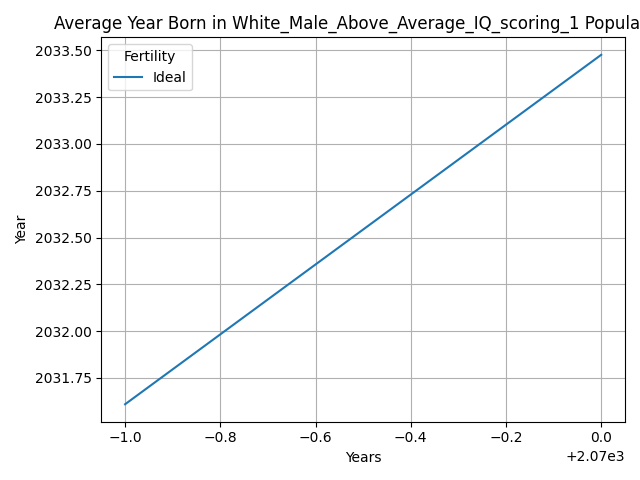 Average Year Born in White_Male_Above_Average_IQ_scoring_1 Popula
Fertility
Ideal
2033.50
2033.25
2033.00
2032.75
2032.50
2032.25
2032.00
2031.75
Year
−1.0 −0.8 −0.6 −0.4 −0.2 0.0
Years
+2.07e3